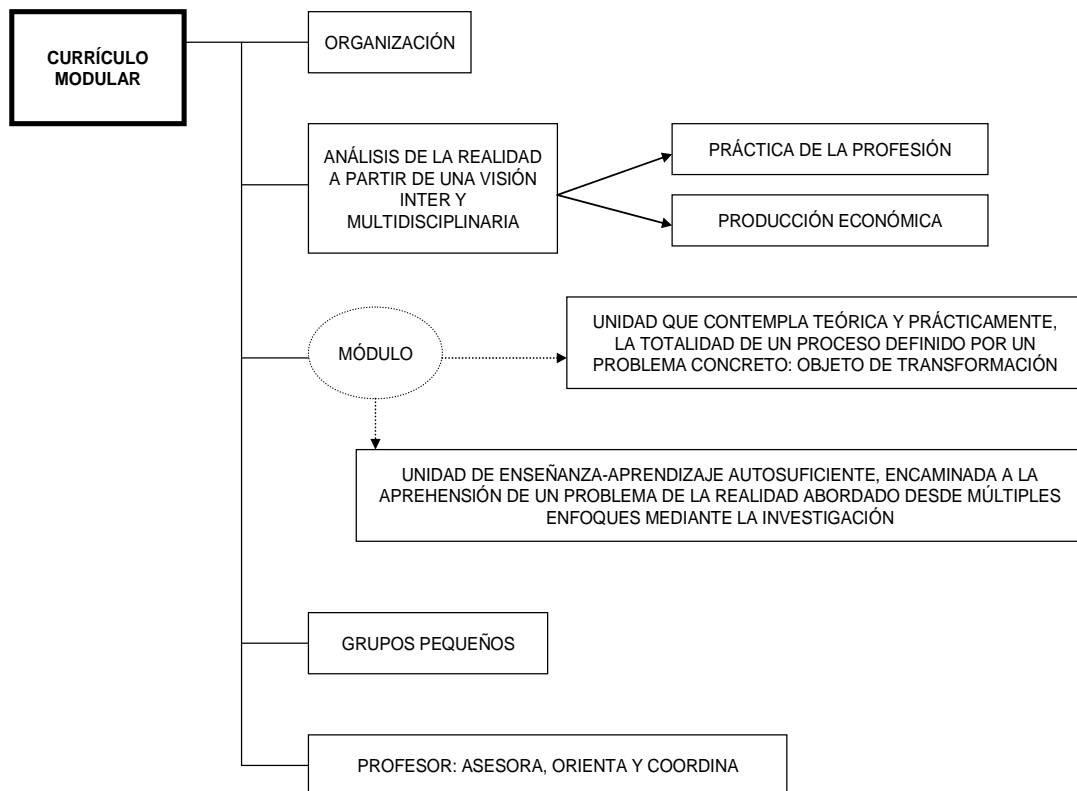 CURRÍCULO
MODULAR
ORGANIZACIÓN
ANÁLISIS DE LA REALIDAD
A PARTIR DE UNA VISIÓN
INTER Y
MULTIDISCIPLINARIA
PRÁCTICA DE LA PROFESIÓN
PRODUCCIÓN ECONÓMICA
MÓDULO
UNIDAD QUE CONTEMPLA TEÓRICA Y PRÁCTICAMENTE,
LA TOTALIDAD DE UN PROCESO DEFINIDO POR UN
PROBLEMA CONCRETO: OBJETO DE TRANSFORMACIÓN
UNIDAD DE ENSEÑANZA-APRENDIZAJE AUTOSUFICIENTE, ENCAMINADA A LA
APREHENSIÓN DE UN PROBLEMA DE LA REALIDAD ABORDADO DESDE MÚLTIPLES
ENFOQUES MEDIANTE LA INVESTIGACIÓN
GRUPOS PEQUEÑOS
PROFESOR: ASESORA, ORIENTA Y COORDINA